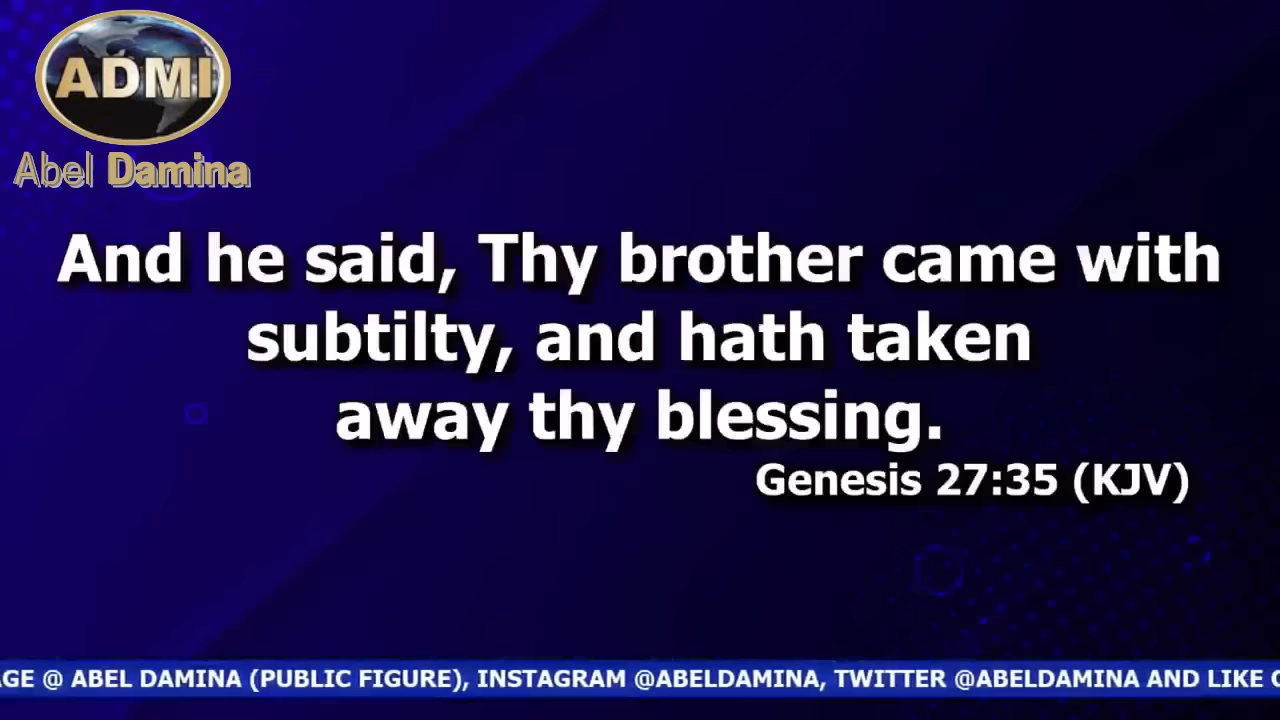 ADMI
Abel Damina
And he said, Thy brother came with
subtilty, and hath taken
away thy blessing.
Genesis 27:35 (KJV)
@ ABEL DAMINA (PUBLIC FIGURE), INSTAGRAM @ABELDAMINA, TWITTER @ABELDAMINA AND LIKE